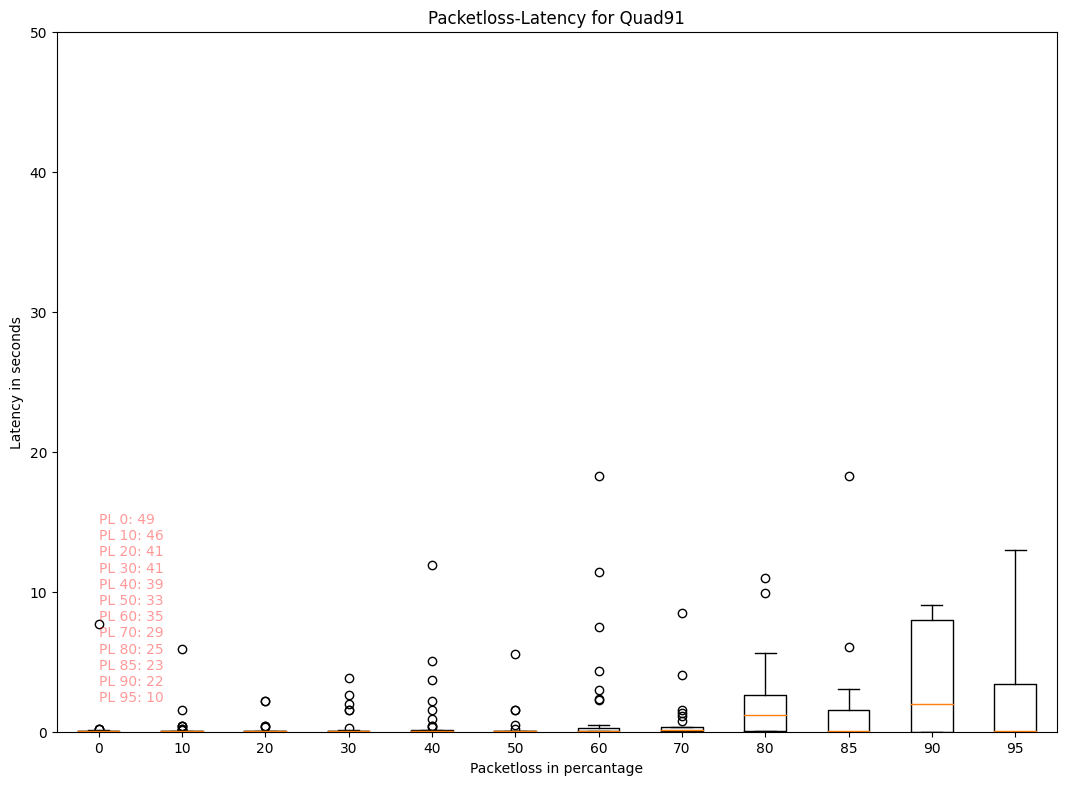 Packetloss-Latency for Quad91
50
40
30
20
10
0
Latency in seconds
PL 0: 49
PL 10: 46
PL 20: 41
PL 30: 41
PL 40: 39
PL 50: 33
PL 60: 35
PL 70: 29
PL 80: 25
PL 85: 23
PL 90: 22
PL 95: 10
0 10 20 30 40 50 60 70 80 85 90 95
Packetloss in percantage